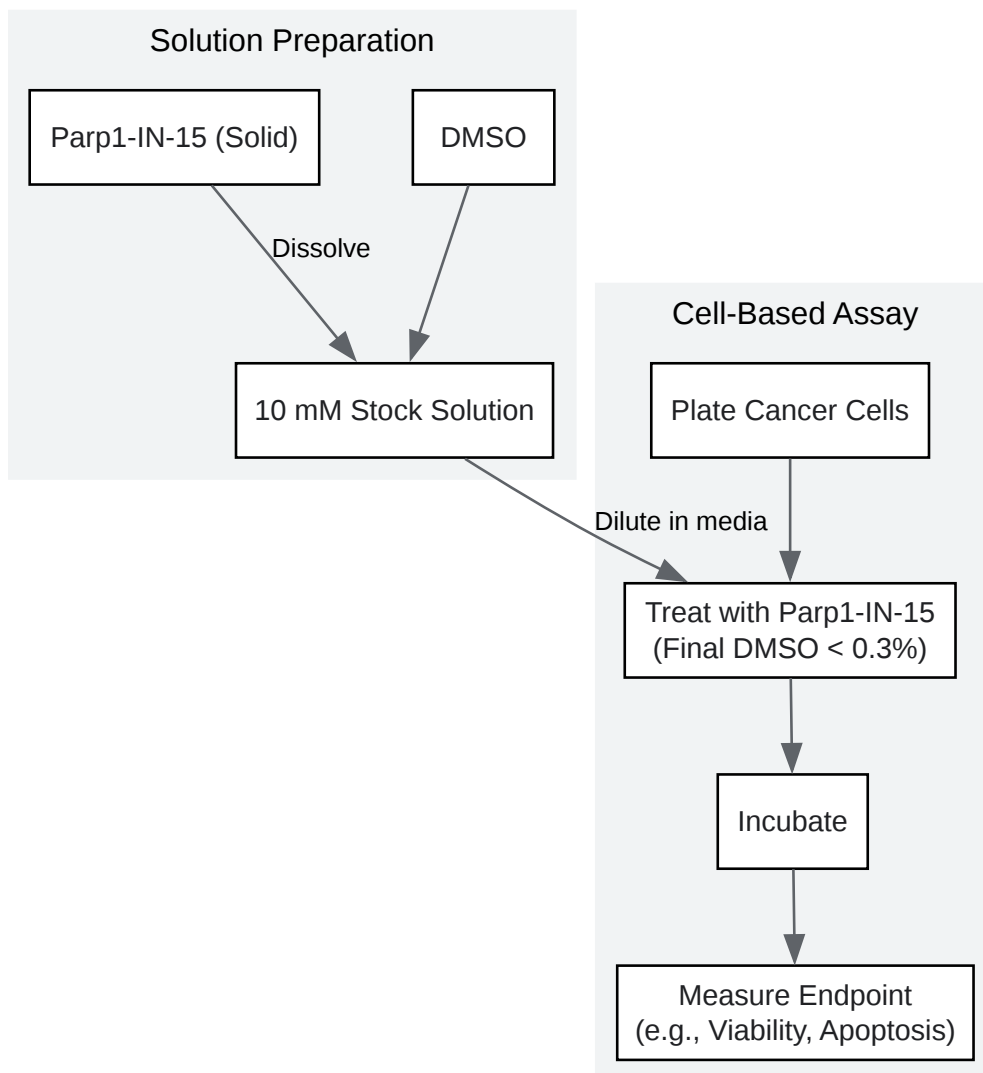 Solution Preparation
Parp1-IN-15 (Solid)
DMSO
Dissolve
10 mM Stock Solution
Cell-Based Assay
Plate Cancer Cells
Dilute in media
Treat with Parp1-IN-15
(Final DMSO < 0.3%)
Incubate
Measure Endpoint
(e.g., Viability, Apoptosis)